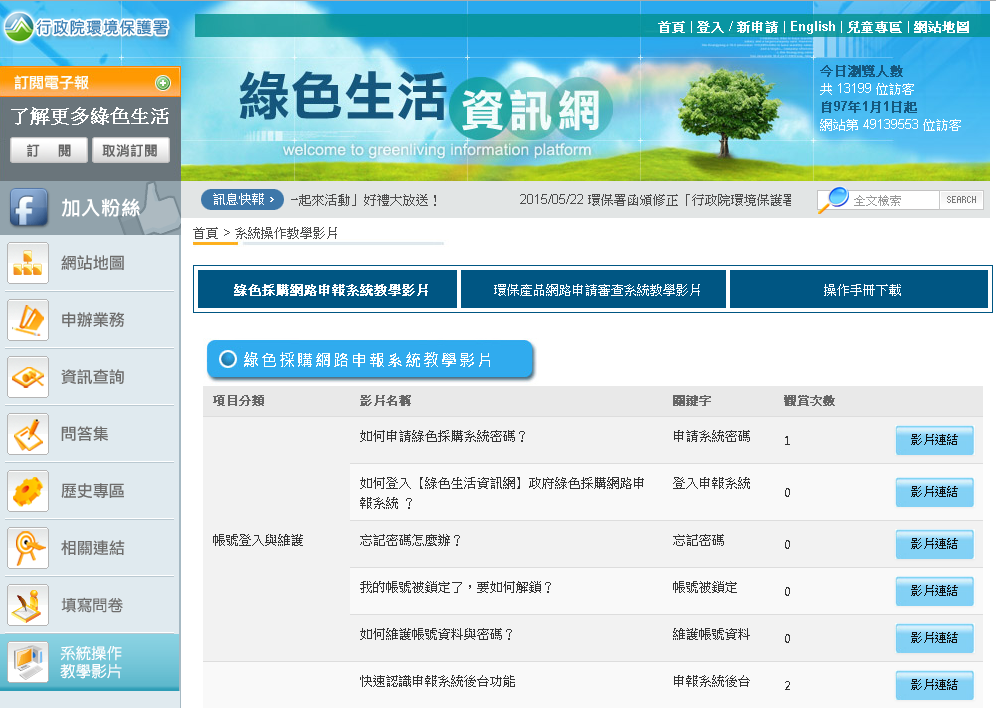 行政院環境保護署
首頁 | 登入 / 新申請 | English | 兒童專區 | 網站地圖
訂閱電子報
了解更多綠色生活
訂 閱
取消訂閱
綠色生活資訊網
welcome to greenliving information platform
今日瀏覽人數
共 13199 位訪客
自97年1月1日起
網站第 49139553 位訪客
加入粉絲
訊息快報 >
一起來活動」好禮大放送！
2015/05/22 環保署函頒修正「行政院環境保護署
全文檢索
SEARCH
首頁 > 系統操作教學影片
網站地圖
申辦業務
資訊查詢
問答集
歷史專區
相關連結
填寫問卷
系統操作
教學影片
綠色採購網路申報系統教學影片
環保產品網路申請審查系統教學影片
操作手冊下載
綠色採購網路申報系統教學影片
項目分類 影片名稱 關鍵字 觀賞次數
帳號登入與維護
如何申請綠色採購系統密碼？ 申請系統密碼 1 影片連結
如何登入【綠色生活資訊網】政府綠色採購網路申
報系統 ？ 登入申報系統 0 影片連結
忘記密碼怎麼辦？ 忘記密碼 0 影片連結
我的帳號被鎖定了，要如何解鎖？ 帳號被鎖定 0 影片連結
如何維護帳號資料與密碼？ 維護帳號資料 0 影片連結
快速認識申報系統後台功能 申報系統後台 2 影片連結